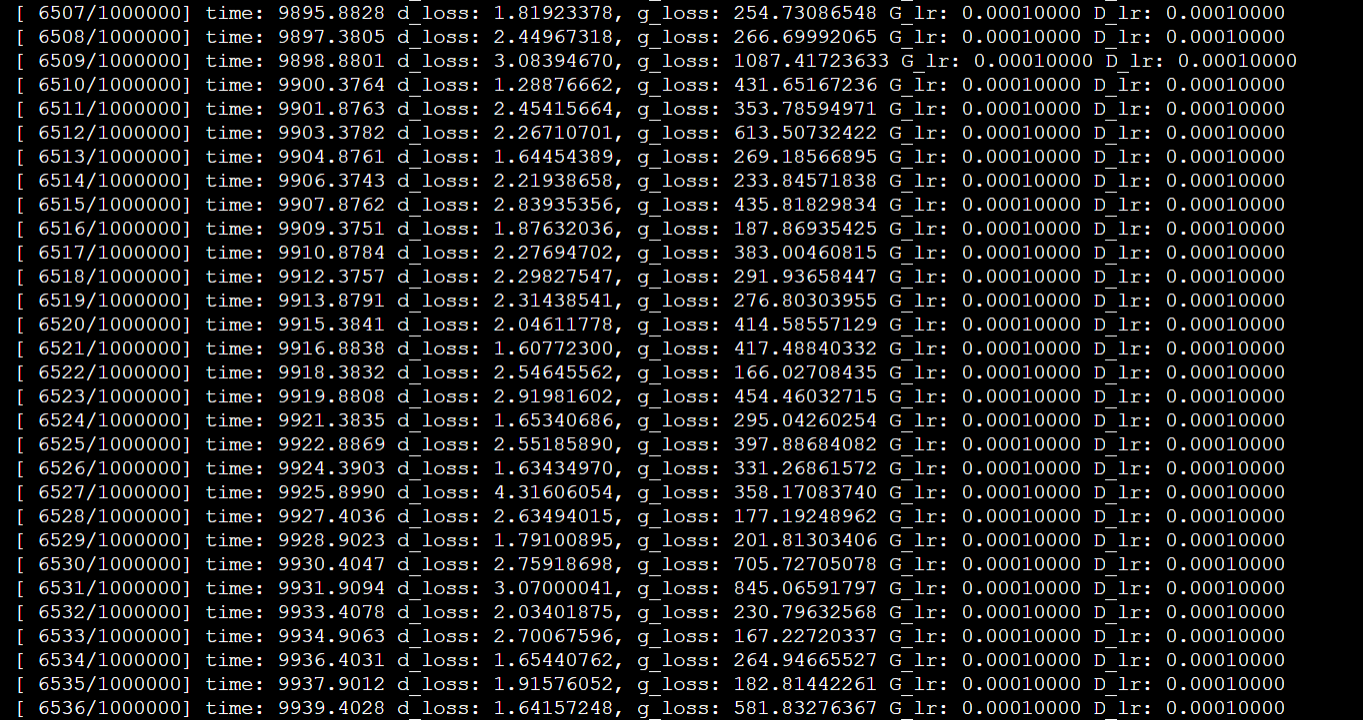 [ 6507/1000000] time: 9895.8828 d_loss: 1.81923378, g_loss: 254.73086548 G_lr: 0.00010000 D_lr: 0.00010000
[ 6508/1000000] time: 9897.3805 d_loss: 2.44967318, g_loss: 266.69992065 G_lr: 0.00010000 D_lr: 0.00010000
[ 6509/1000000] time: 9898.8801 d_loss: 3.08394670, g_loss: 1087.41723633 G_lr: 0.00010000 D_lr: 0.00010000
[ 6510/1000000] time: 9900.3764 d_loss: 1.28876662, g_loss: 431.65167236 G_lr: 0.00010000 D_lr: 0.00010000
[ 6511/1000000] time: 9901.8763 d_loss: 2.45415664, g_loss: 353.78594971 G_lr: 0.00010000 D_lr: 0.00010000
[ 6512/1000000] time: 9903.3782 d_loss: 2.26710701, g_loss: 613.50732422 G_lr: 0.00010000 D_lr: 0.00010000
[ 6513/1000000] time: 9904.8761 d_loss: 1.64454389, g_loss: 269.18566895 G_lr: 0.00010000 D_lr: 0.00010000
[ 6514/1000000] time: 9906.3743 d_loss: 2.21938658, g_loss: 233.84571838 G_lr: 0.00010000 D_lr: 0.00010000
[ 6515/1000000] time: 9907.8762 d_loss: 2.83935356, g_loss: 435.81829834 G_lr: 0.00010000 D_lr: 0.00010000
[ 6516/1000000] time: 9909.3751 d_loss: 1.87632036, g_loss: 187.86935425 G_lr: 0.00010000 D_lr: 0.00010000
[ 6517/1000000] time: 9910.8784 d_loss: 2.27694702, g_loss: 383.00460815 G_lr: 0.00010000 D_lr: 0.00010000
[ 6518/1000000] time: 9912.3757 d_loss: 2.29827547, g_loss: 291.93658447 G_lr: 0.00010000 D_lr: 0.00010000
[ 6519/1000000] time: 9913.8791 d_loss: 2.31438541, g_loss: 276.80303955 G_lr: 0.00010000 D_lr: 0.00010000
[ 6520/1000000] time: 9915.3841 d_loss: 2.04611778, g_loss: 414.58557129 G_lr: 0.00010000 D_lr: 0.00010000
[ 6521/1000000] time: 9916.8838 d_loss: 1.60772300, g_loss: 417.48840332 G_lr: 0.00010000 D_lr: 0.00010000
[ 6522/1000000] time: 9918.3832 d_loss: 2.54645562, g_loss: 166.02708435 G_lr: 0.00010000 D_lr: 0.00010000
[ 6523/1000000] time: 9919.8808 d_loss: 2.91981602, g_loss: 454.46032715 G_lr: 0.00010000 D_lr: 0.00010000
[ 6524/1000000] time: 9921.3835 d_loss: 1.65340686, g_loss: 295.04260254 G_lr: 0.00010000 D_lr: 0.00010000
[ 6525/1000000] time: 9922.8869 d_loss: 2.55185890, g_loss: 397.88684082 G_lr: 0.00010000 D_lr: 0.00010000
[ 6526/1000000] time: 9924.3903 d_loss: 1.63434970, g_loss: 331.26861572 G_lr: 0.00010000 D_lr: 0.00010000
[ 6527/1000000] time: 9925.8990 d_loss: 4.31606054, g_loss: 358.17083740 G_lr: 0.00010000 D_lr: 0.00010000
[ 6528/1000000] time: 9927.4036 d_loss: 2.63494015, g_loss: 177.19248962 G_lr: 0.00010000 D_lr: 0.00010000
[ 6529/1000000] time: 9928.9023 d_loss: 1.79100895, g_loss: 201.81303406 G_lr: 0.00010000 D_lr: 0.00010000
[ 6530/1000000] time: 9930.4047 d_loss: 2.75918698, g_loss: 705.72705078 G_lr: 0.00010000 D_lr: 0.00010000
[ 6531/1000000] time: 9931.9094 d_loss: 3.07000041, g_loss: 845.06591797 G_lr: 0.00010000 D_lr: 0.00010000
[ 6532/1000000] time: 9933.4078 d_loss: 2.03401875, g_loss: 230.79632568 G_lr: 0.00010000 D_lr: 0.00010000
[ 6533/1000000] time: 9934.9063 d_loss: 2.70067596, g_loss: 167.22720337 G_lr: 0.00010000 D_lr: 0.00010000
[ 6534/1000000] time: 9936.4031 d_loss: 1.65440762, g_loss: 264.94665527 G_lr: 0.00010000 D_lr: 0.00010000
[ 6535/1000000] time: 9937.9012 d_loss: 1.91576052, g_loss: 182.81442261 G_lr: 0.00010000 D_lr: 0.00010000
[ 6536/1000000] time: 9939.4028 d_loss: 1.64157248, g_loss: 581.83276367 G_lr: 0.00010000 D_lr: 0.00010000